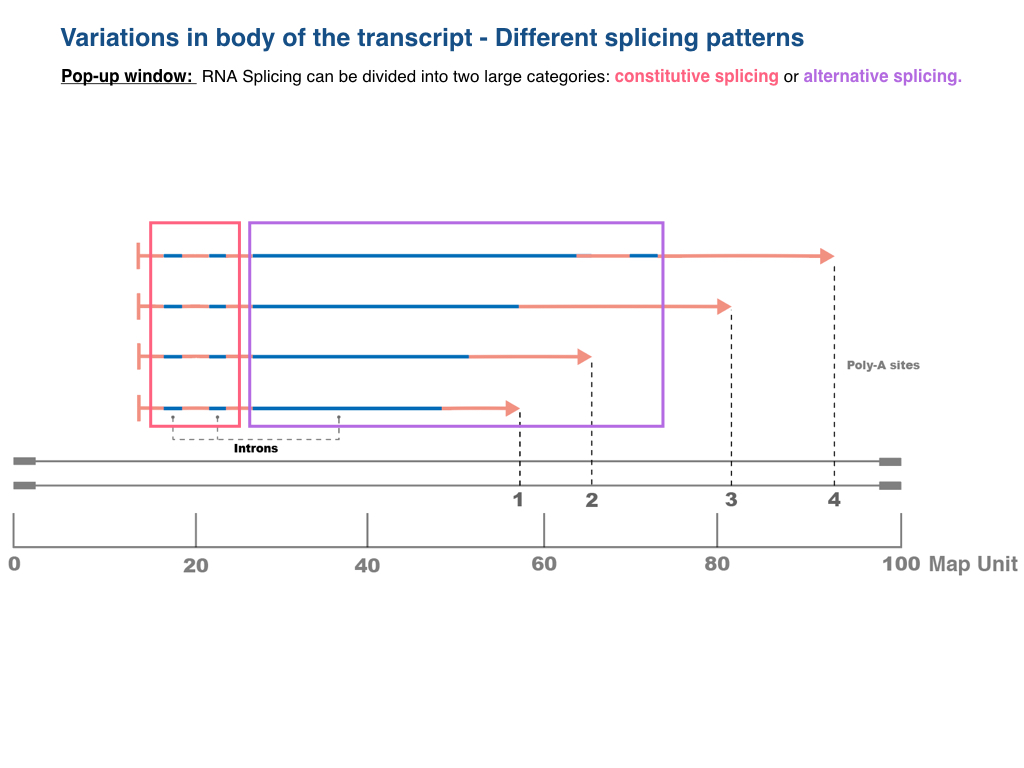 Variations in body of the transcript - Different splicing patterns
Pop-up window: RNA Splicing can be divided into two large categories: constitutive splicing or alternative splicing.
Poly-A sites
Introns
1 2 3 4
0 20 40 60 80 100 Map Unit